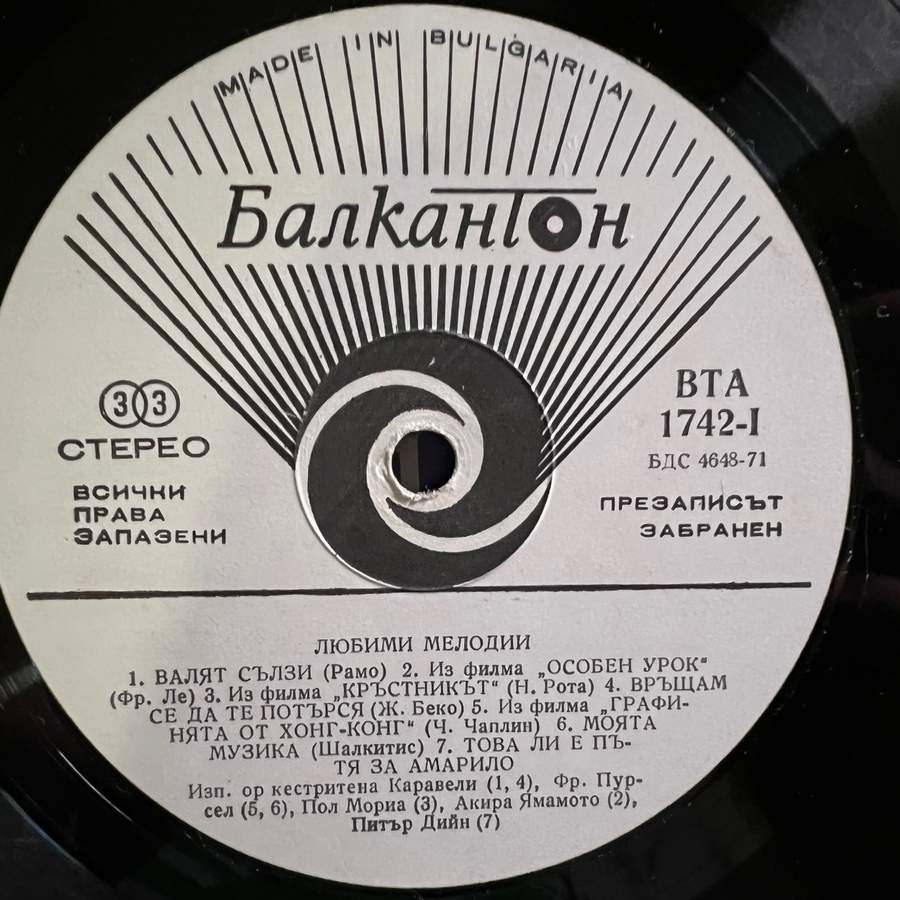 MADE IN BULGARIA
Балкантон
33
СТЕРЕО
ВСИЧКИ
ПРАВА
ЗАПАЗЕНИ
ВТА
1742-I
БДС 4648-71
ПРЕЗАПИСЪТ
ЗАБРАНЕН
ЛЮБИМИ МЕЛОДИИ
1. ВАЛЯТ СЪЛЗИ (Рамо) 2. Из филма „ОСОБЕН УРОК“
(Фр. Ле) 3. Из филма „КРЪСТНИКЪТ“ (Н. Рота) 4. ВРЪЩАМ
СЕ ДА ТЕ ПОТЪРСЯ (Ж. Беко) 5. Из филма „ГРАФИ-
НЯТА ОТ ХОНГ-КОНГ“ (Ч. Чаплин) 6. МОЯТА
МУЗИКА (Шалкитис) 7. ТОВА ЛИ Е ПЪ-
ТЯ ЗА АМАРИЛО
Изп. ор кестритена Каравели (1, 4), Фр. Пур-
сел (5, 6), Пол Мориа (3), Акира Ямамото (2),
Питър Дийн (7)